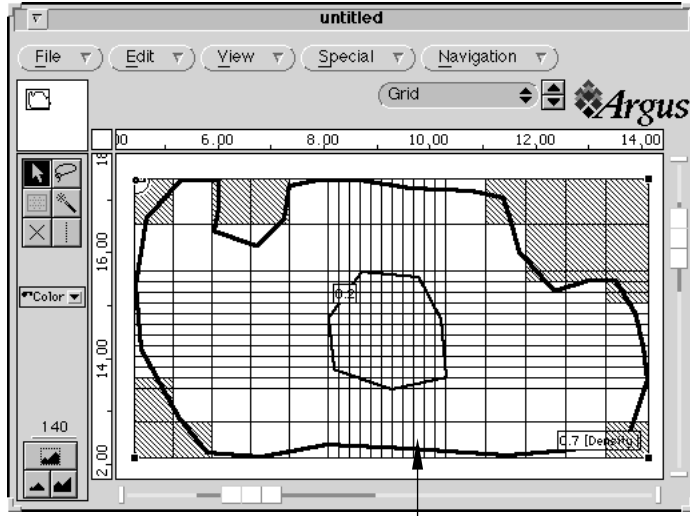 untitled
File Edit View Special Navigation
Grid
Argus
00 6.00 8.00 10.00 12.00 14.00
18
16.00
0.2
Color
14.00
140
0.7 [Density]
2.00